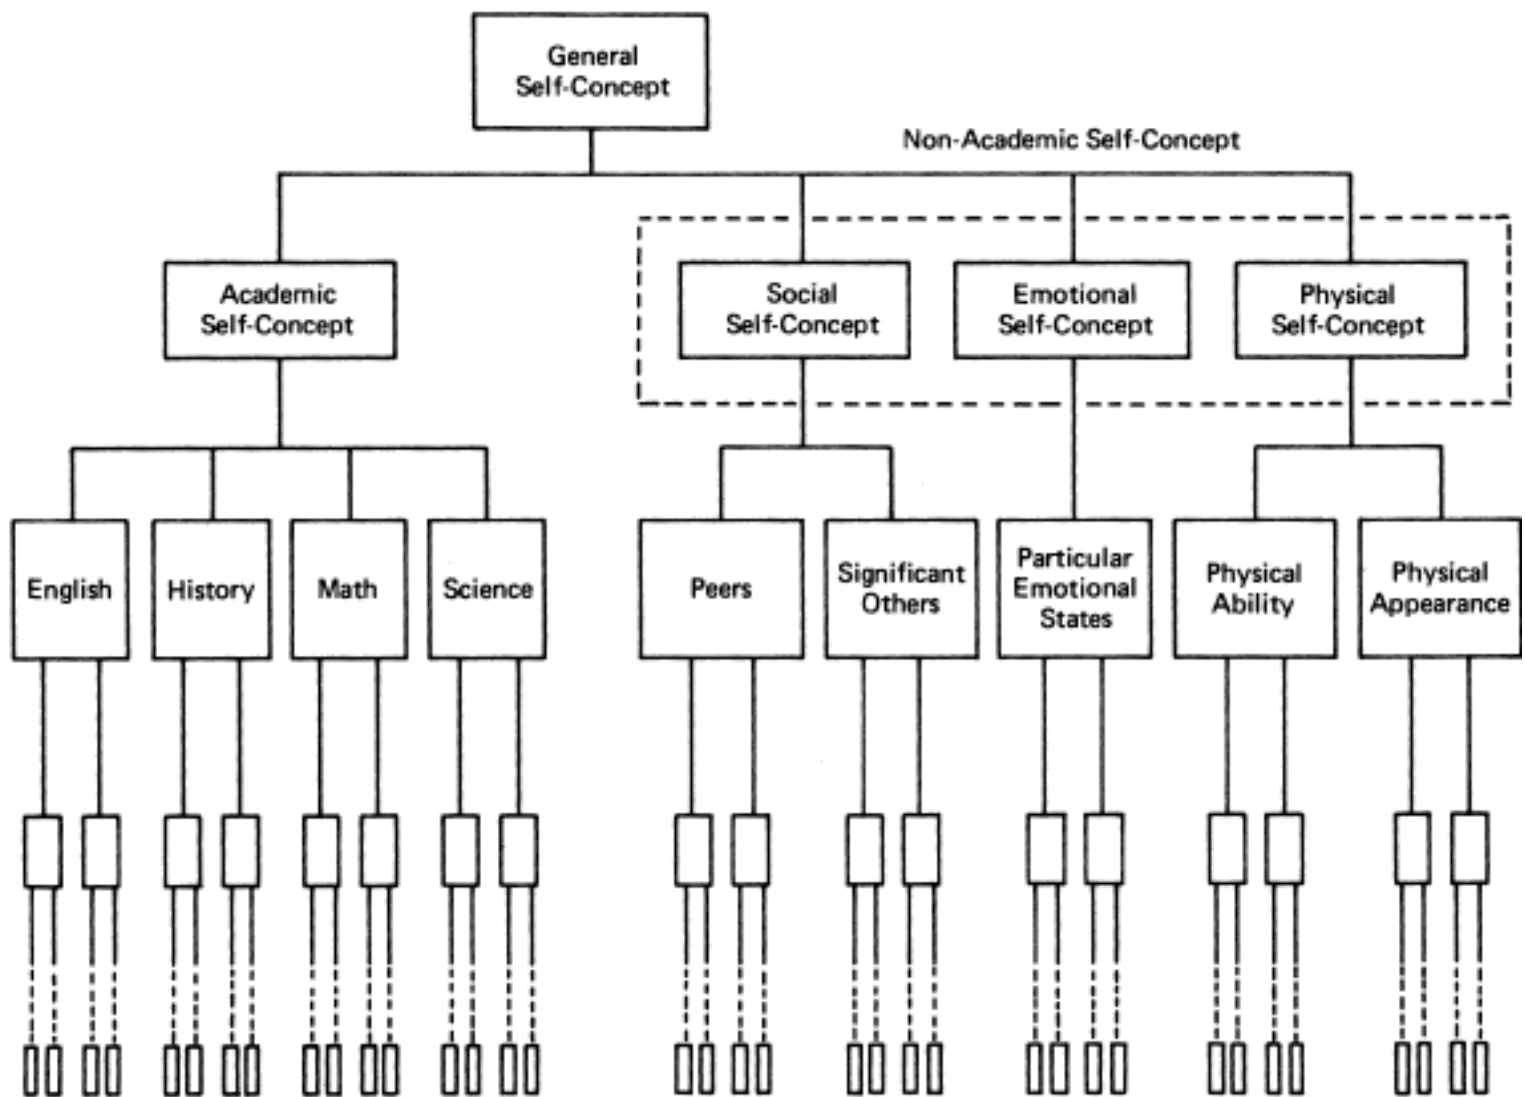 General
Self-Concept
Non-Academic Self-Concept
Academic
Self-Concept
Social
Self-Concept
Emotional
Self-Concept
Physical
Self-Concept
English
History
Math
Science
Peers
Significant
Others
Particular
Emotional
States
Physical
Ability
Physical
Appearance